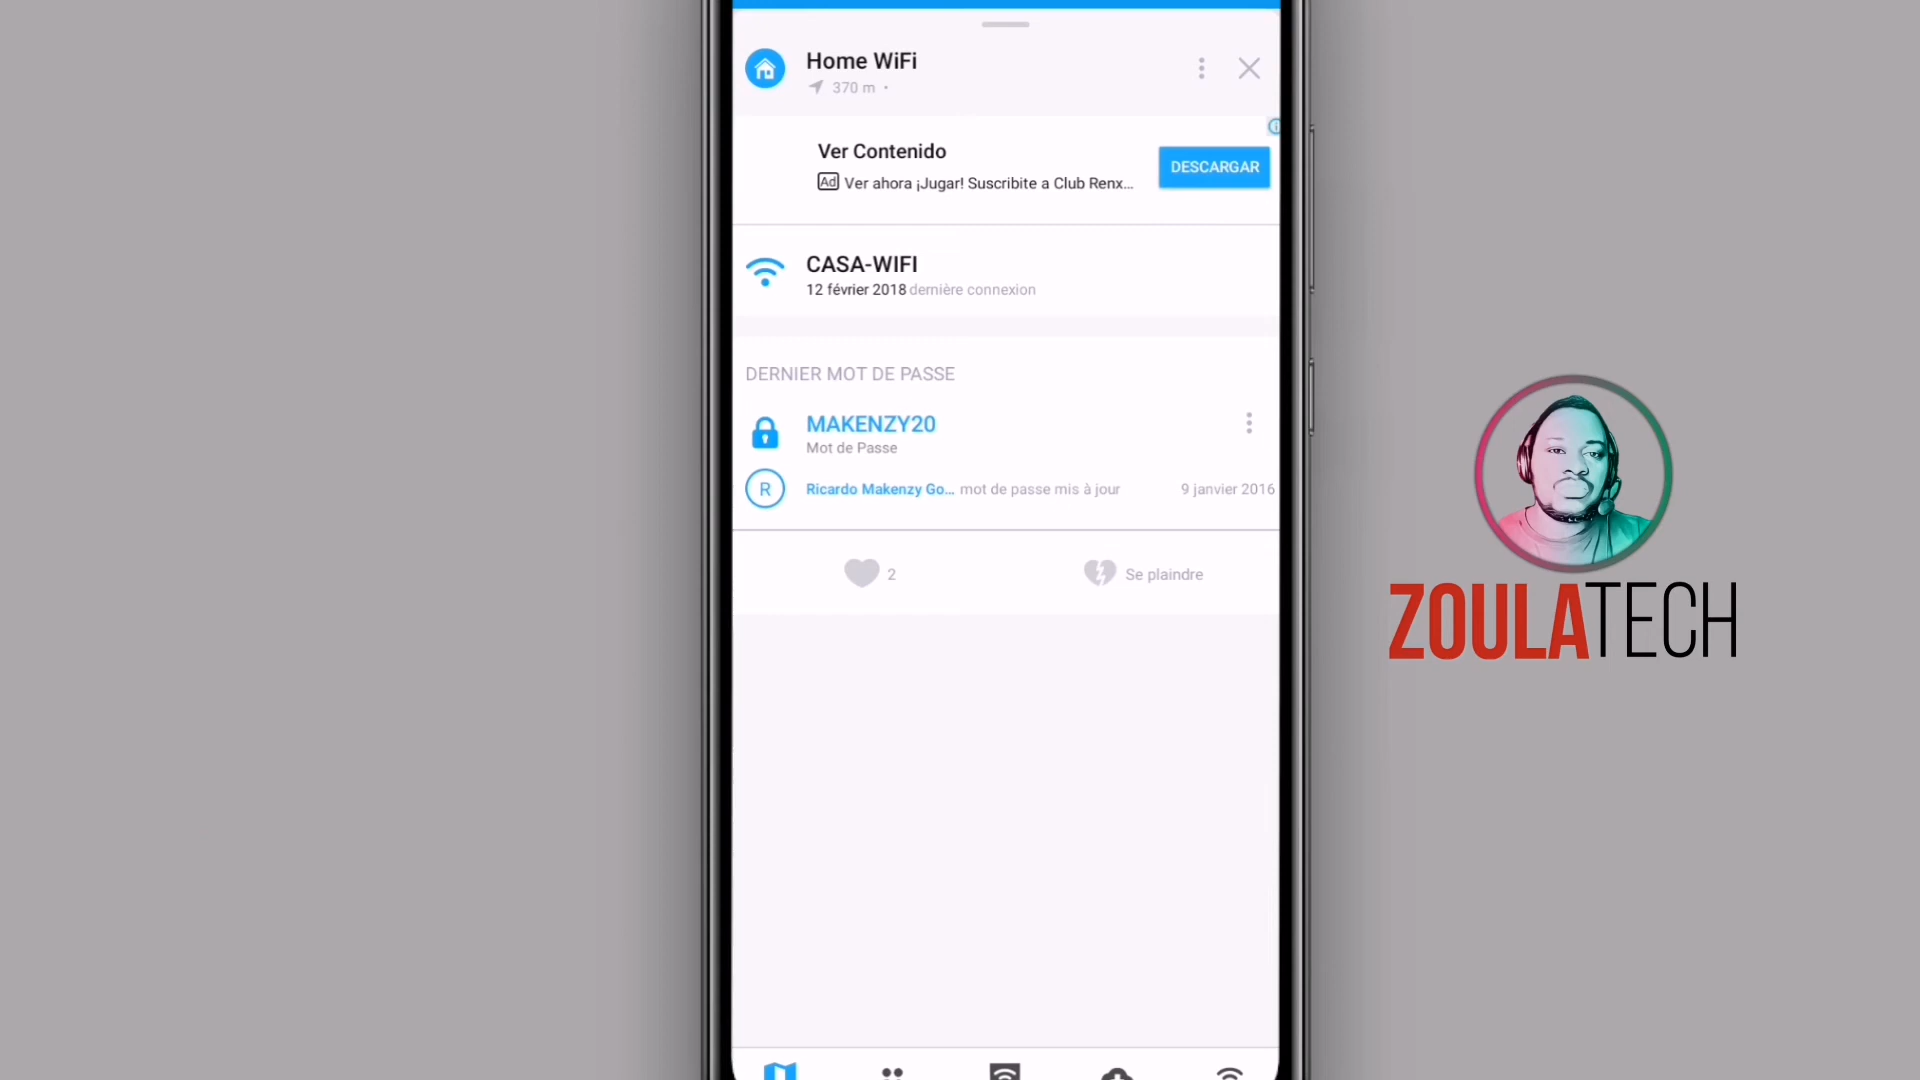 Home WiFi
370 m •
Ver Contenido
DESCARGAR
Ad Ver ahora ¡Jugar! Suscribite a Club Renx...
CASA-WIFI
12 février 2018 dernière connexion
DERNIER MOT DE PASSE
MAKENZY20
Mot de Passe
R Ricardo Makenzy Go... mot de passe mis à jour 9 janvier 2016
2 Se plaindre
ZOULATECH